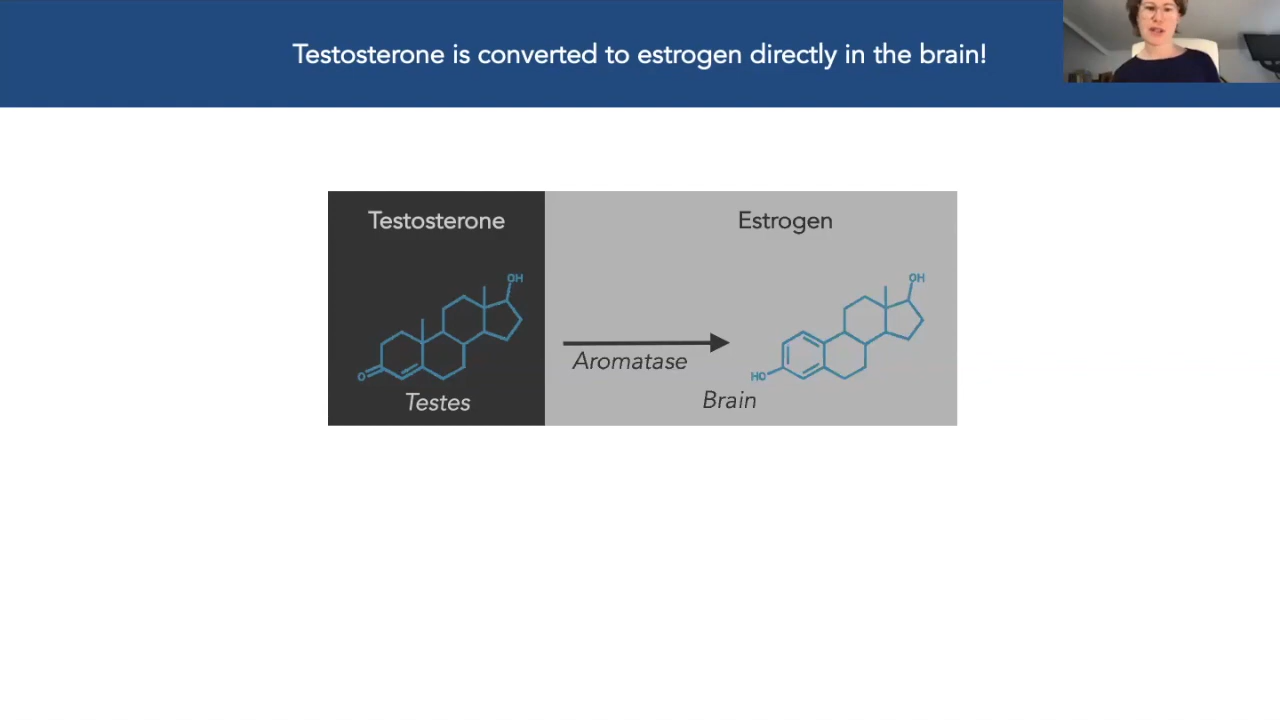 Testosterone is converted to estrogen directly in the brain!
Testosterone
Estrogen
OH
OH
Aromatase
O
HO
Testes
Brain